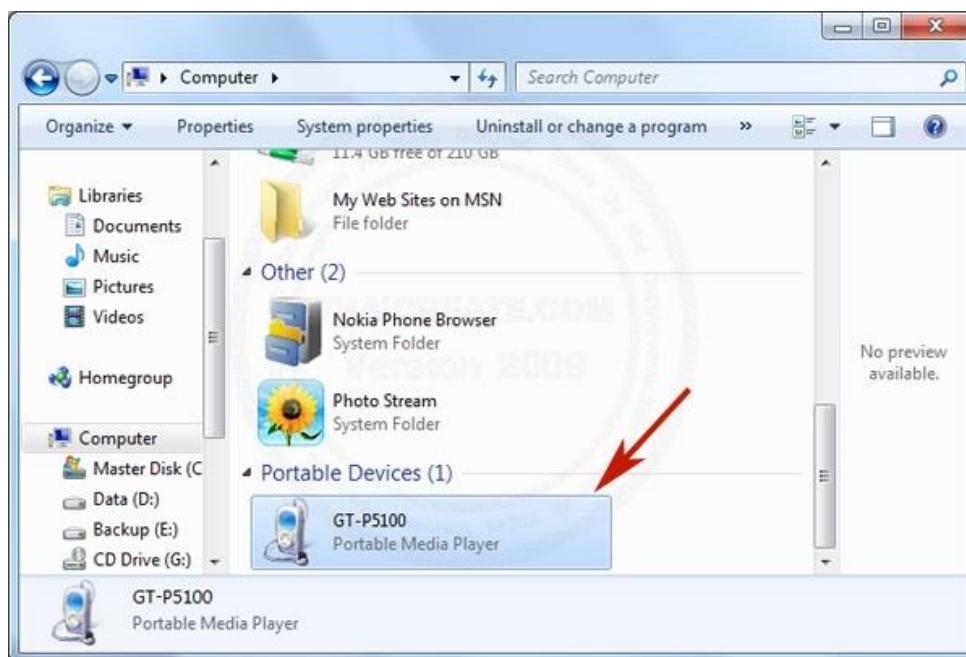 Computer
Search Computer
Organize
Properties
System properties
Uninstall or change a program
»
Libraries
Documents
Music
Pictures
Videos
Homegroup
Computer
Master Disk (C
Data (D:)
Backup (E:)
CD Drive (G:)
11.4 GB free of 210 GB
My Web Sites on MSN
File folder
Other (2)
Nokia Phone Browser
System Folder
Photo Stream
System Folder
Portable Devices (1)
GT-P5100
Portable Media Player
No preview
available.
GT-P5100
Portable Media Player
Version 2009